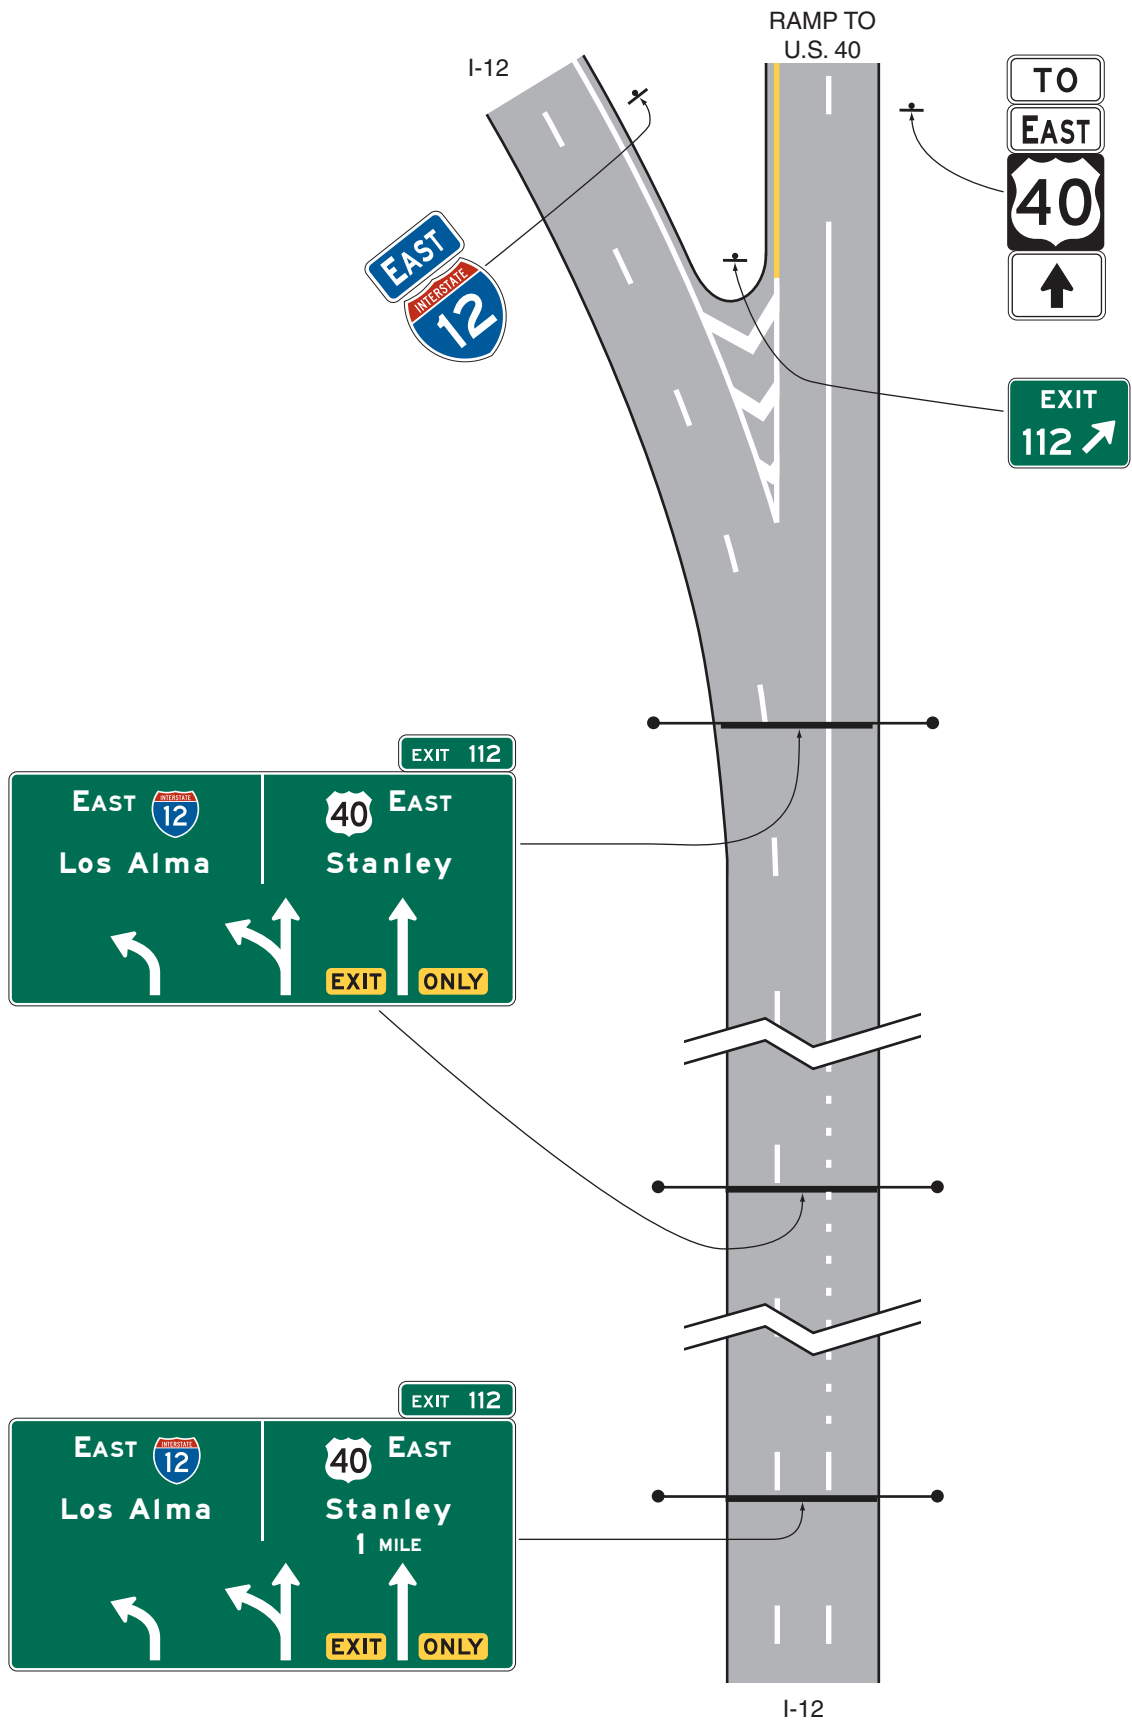 RAMP TO
U.S. 40
I-12
TO
EAST
40
EAST
INTERSTATE
12
EXIT
112
EXIT 112
EAST INTERSTATE 12 40 EAST
Los Alma Stanley
EXIT ONLY
EXIT 112
EAST INTERSTATE 12 40 EAST
Los Alma Stanley
1 MILE
EXIT ONLY
I-12